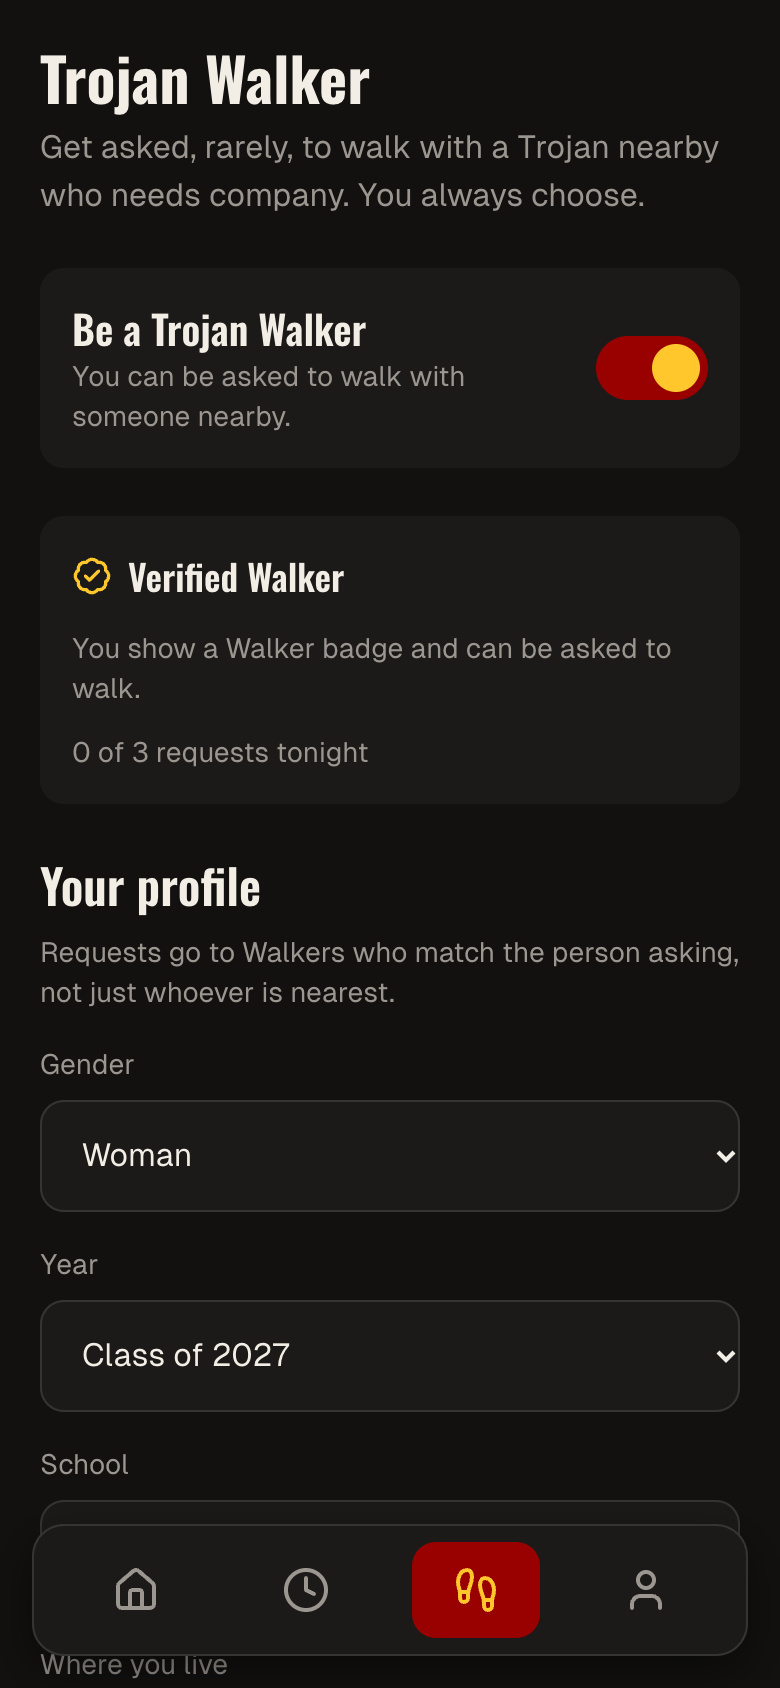 Trojan Walker
Get asked, rarely, to walk with a Trojan nearby
who needs company. You always choose.
Be a Trojan Walker
You can be asked to walk with
someone nearby.
Verified Walker
You show a Walker badge and can be asked to
walk.
0 of 3 requests tonight
Your profile
Requests go to Walkers who match the person asking,
not just whoever is nearest.
Gender
Woman
Year
Class of 2027
School
Where you live